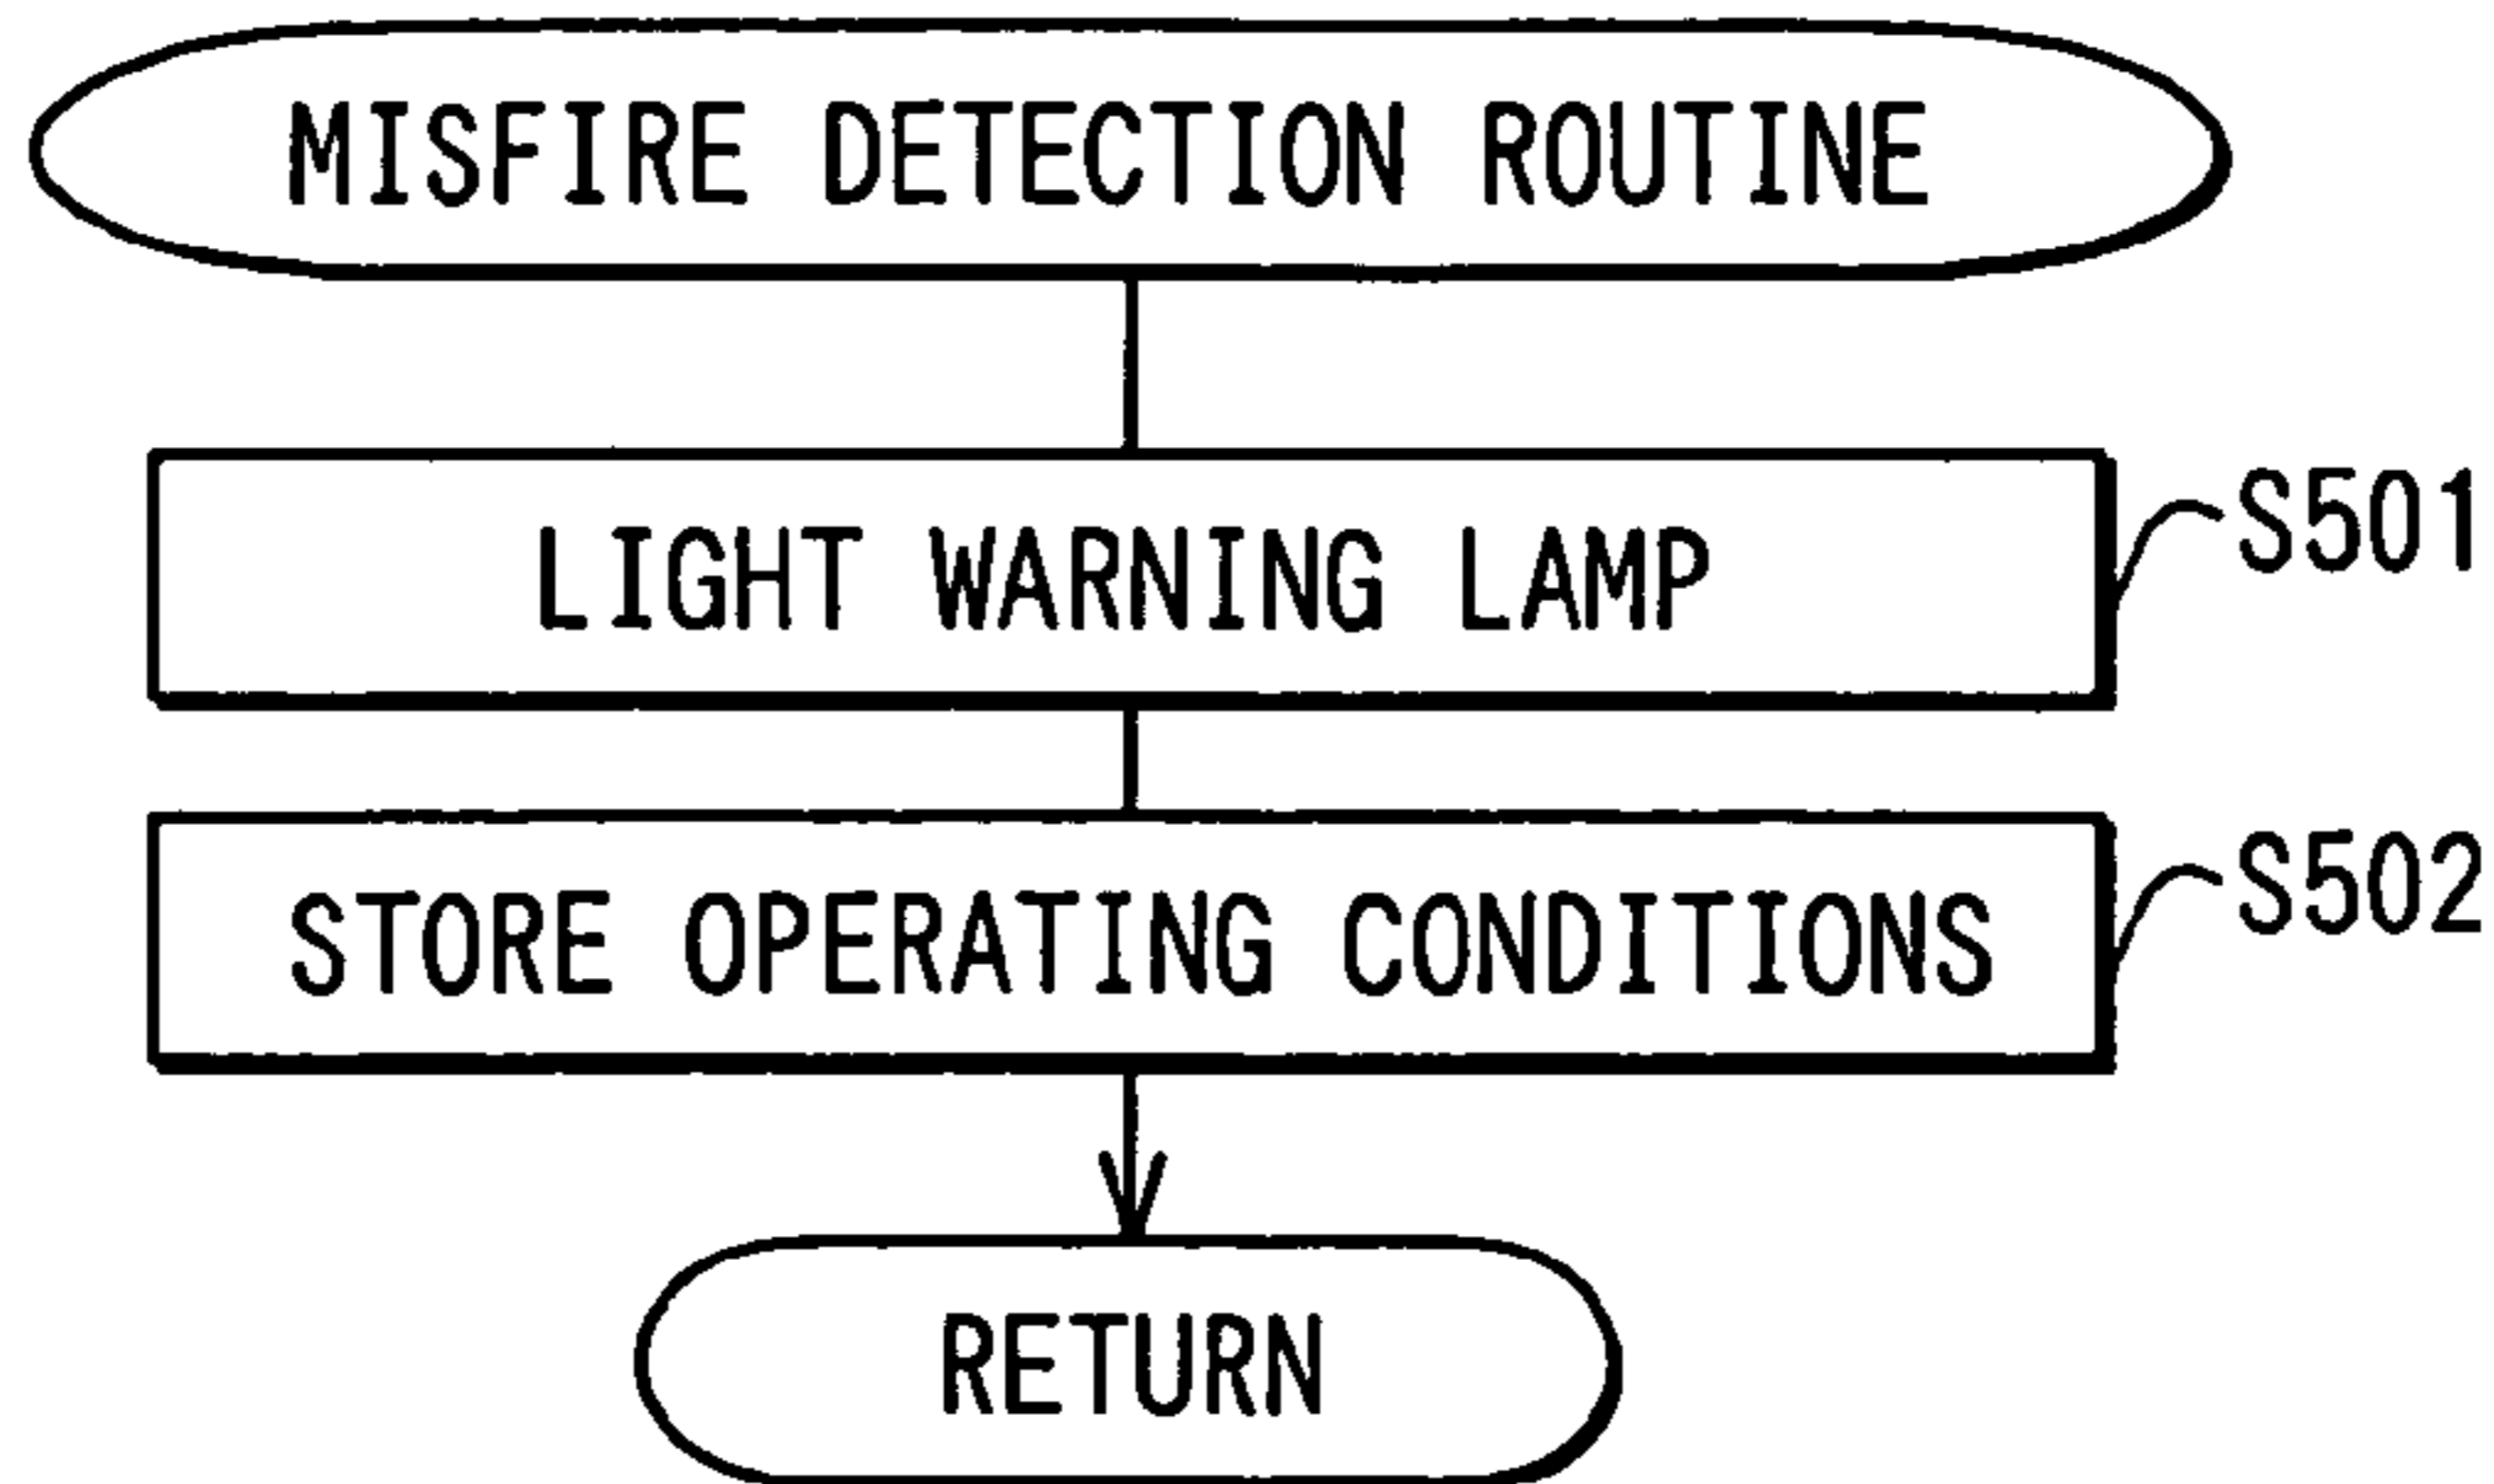 MISFIRE DETECTION ROUTINE
LIGHT WARNING LAMP
S501
STORE OPERATING CONDITIONS
S502
RETURN